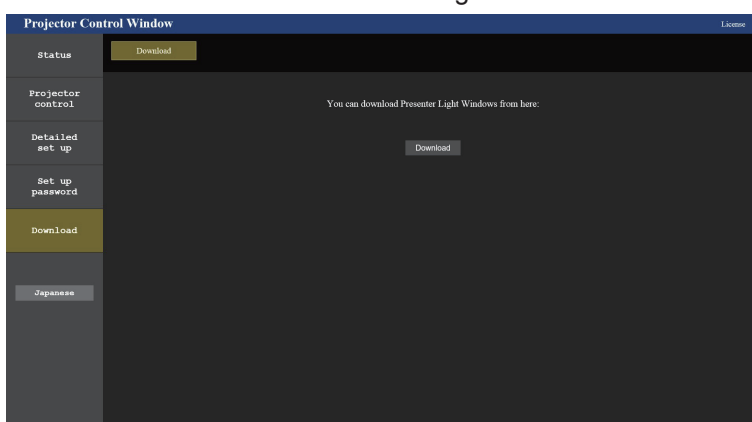 Projector Control Window
License
Status
Download
Projector
control
You can download Presenter Light Windows from here:
Detailed
set up
Download
Set up
password
Download
Japanese